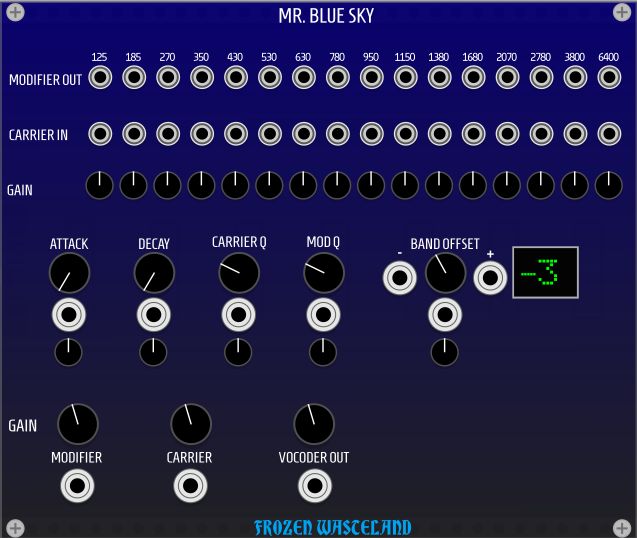 MR. BLUE SKY
125 185 270 350 430 530 630 780 950 1150 1380 1680 2070 2780 3800 6400
MODIFIER OUT
CARRIER IN
GAIN
ATTACK DECAY CARRIER Q MOD Q BAND OFFSET
- +
-3
GAIN
MODIFIER CARRIER VOCODER OUT
FROZEN WASTELAND